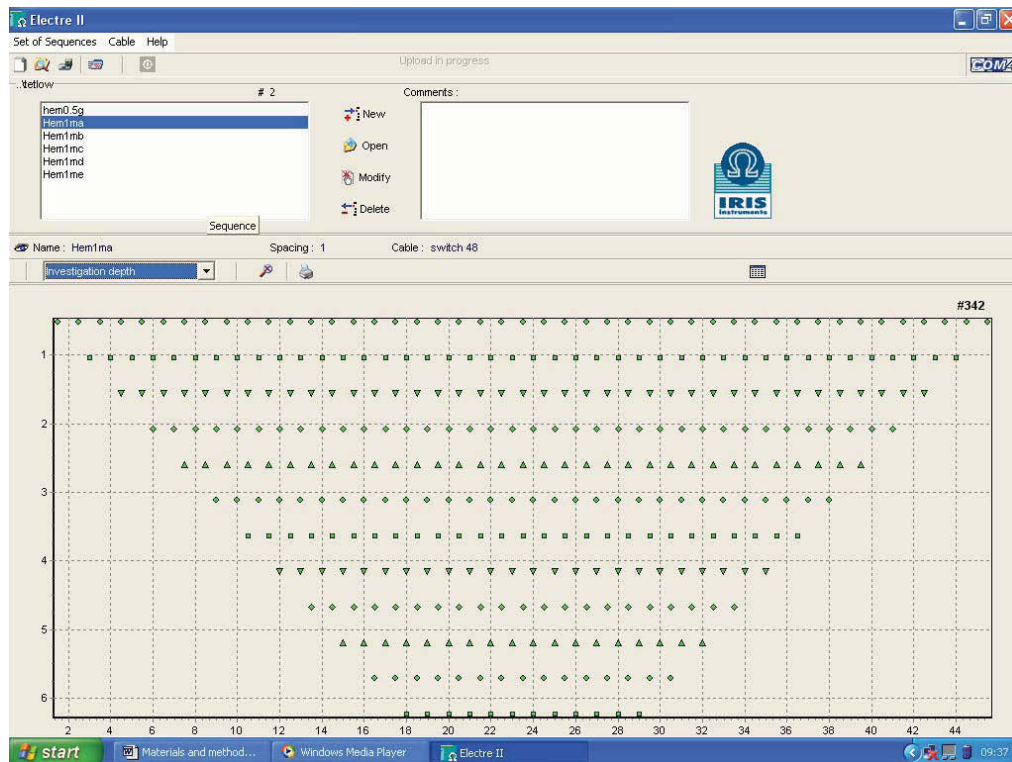 Electre II
Set of Sequences Cable Help
Upload in progress
COM4
..\tetlow
# 2
Comments :
hem0.5g
Hem1ma
Hem1mb
Hem1mc
Hem1md
Hem1me
New
Open
Modify
Delete
IRIS
Instruments
Sequence
Name : Hem1ma Spacing : 1 Cable : switch 48
Investigation depth
#342
1
2
3
4
5
6
2 4 6 8 10 12 14 16 18 20 22 24 26 28 30 32 34 36 38 40 42 44
start Materials and method... Windows Media Player Electre II 09:37